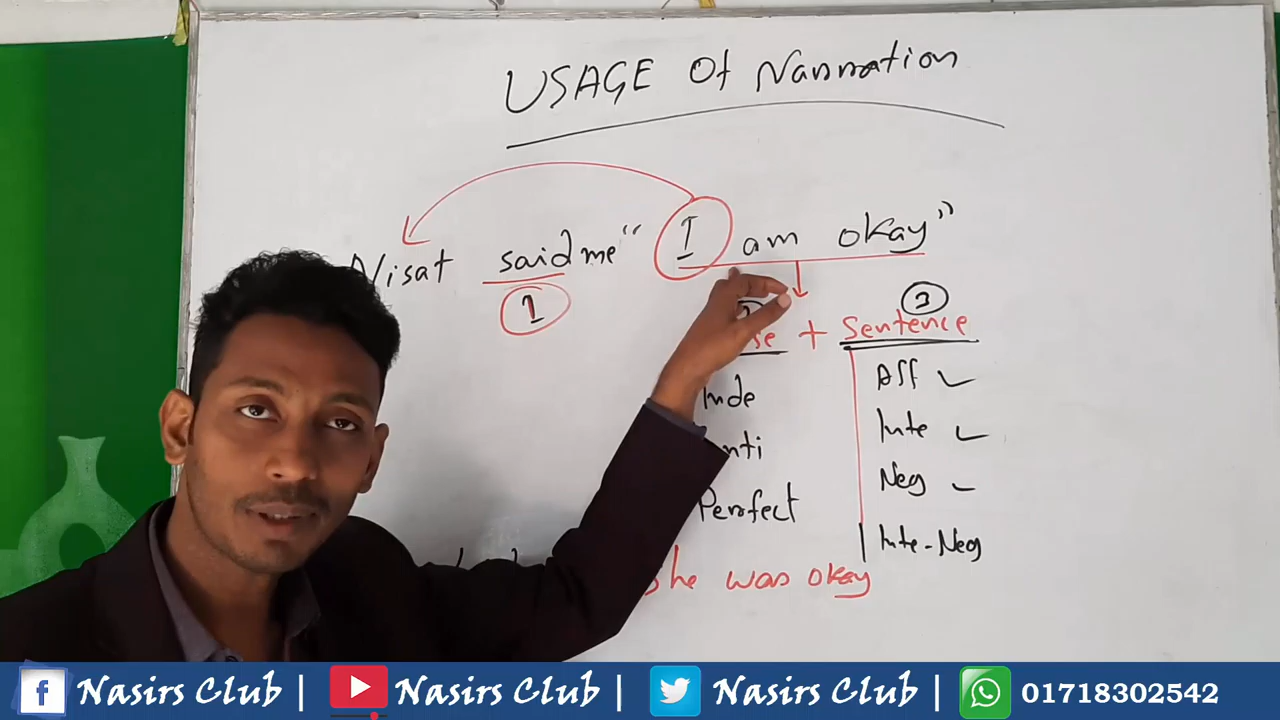 USAGE Of Narration
Nisat said me “ I am okay”
1
3
+ Sentence
Inde
Aff
Inte
Perfect
Neg
Inte-Neg
she was okay
f Nasirs Club | Nasirs Club | Nasirs Club | 01718302542